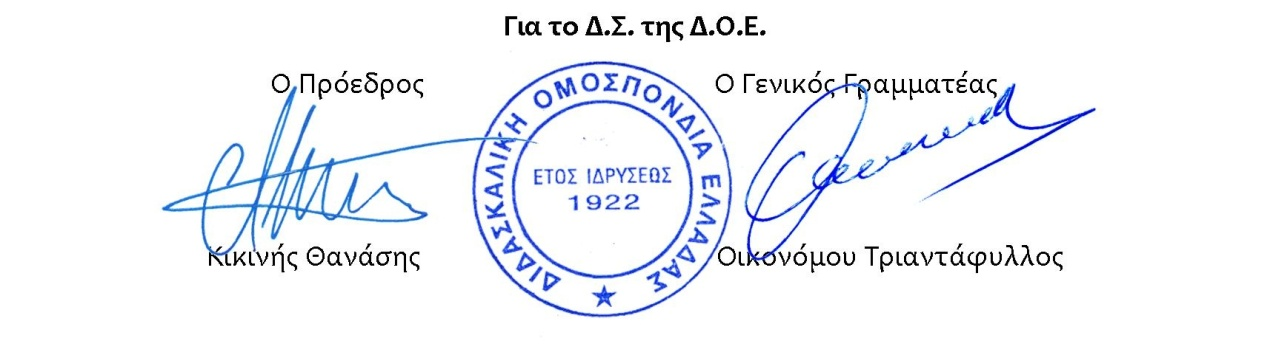 Για το Δ.Σ. της Δ.Ο.Ε.
Ο Πρόεδρος
Ο Γενικός Γραμματέας
ΔΙΔΑΣΚΑΛΙΚΗ ΟΜΟΣΠΟΝΔΙΑ ΕΛΛΑΔΑΣ
ΕΤΟΣ ΙΔΡΥΣΕΩΣ
1922
Κικινής Θανάσης
Οικονόμου Τριαντάφυλλος